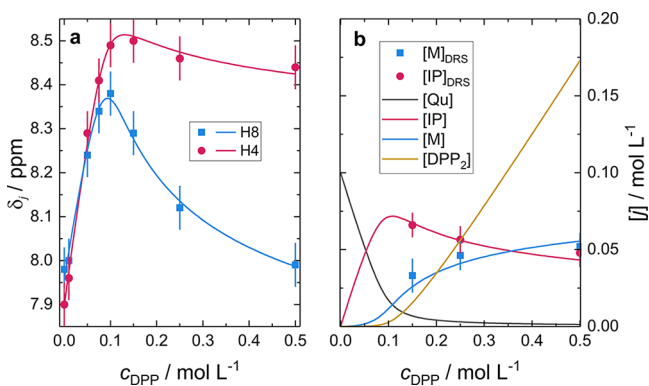 a
8.5
8.4
8.3
8.2
8.1
8.0
7.9
δj / ppm
H8
H4
0.0 0.1 0.2 0.3 0.4 0.5
cDPP / mol L-1
b
[M]DRS
[IP]DRS
[Qu]
[IP]
[M]
[DPP2]
0.20
0.15
0.10
0.05
0.00
[j] / mol L-1
0.0 0.1 0.2 0.3 0.4 0.5
cDPP / mol L-1